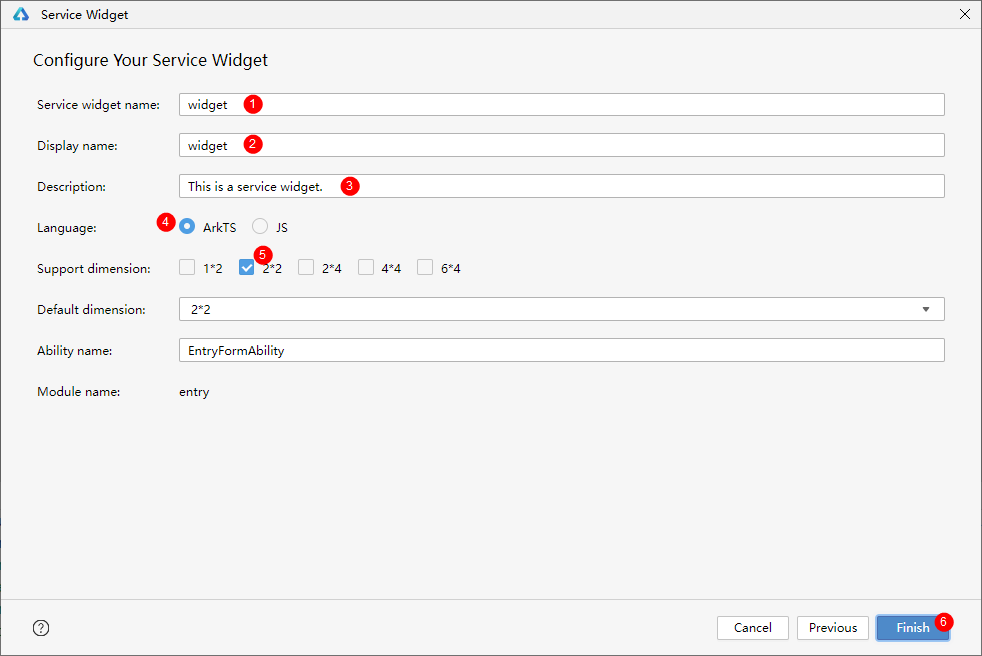 Service Widget
Configure Your Service Widget
Service widget name: widget 1
Display name: widget 2
Description: This is a service widget. 3
Language: 4 ArkTS JS
Support dimension: 1*2 5 2*2 2*4 4*4 6*4
Default dimension: 2*2
Ability name: EntryFormAbility
Module name: entry
? Cancel Previous Finish 6